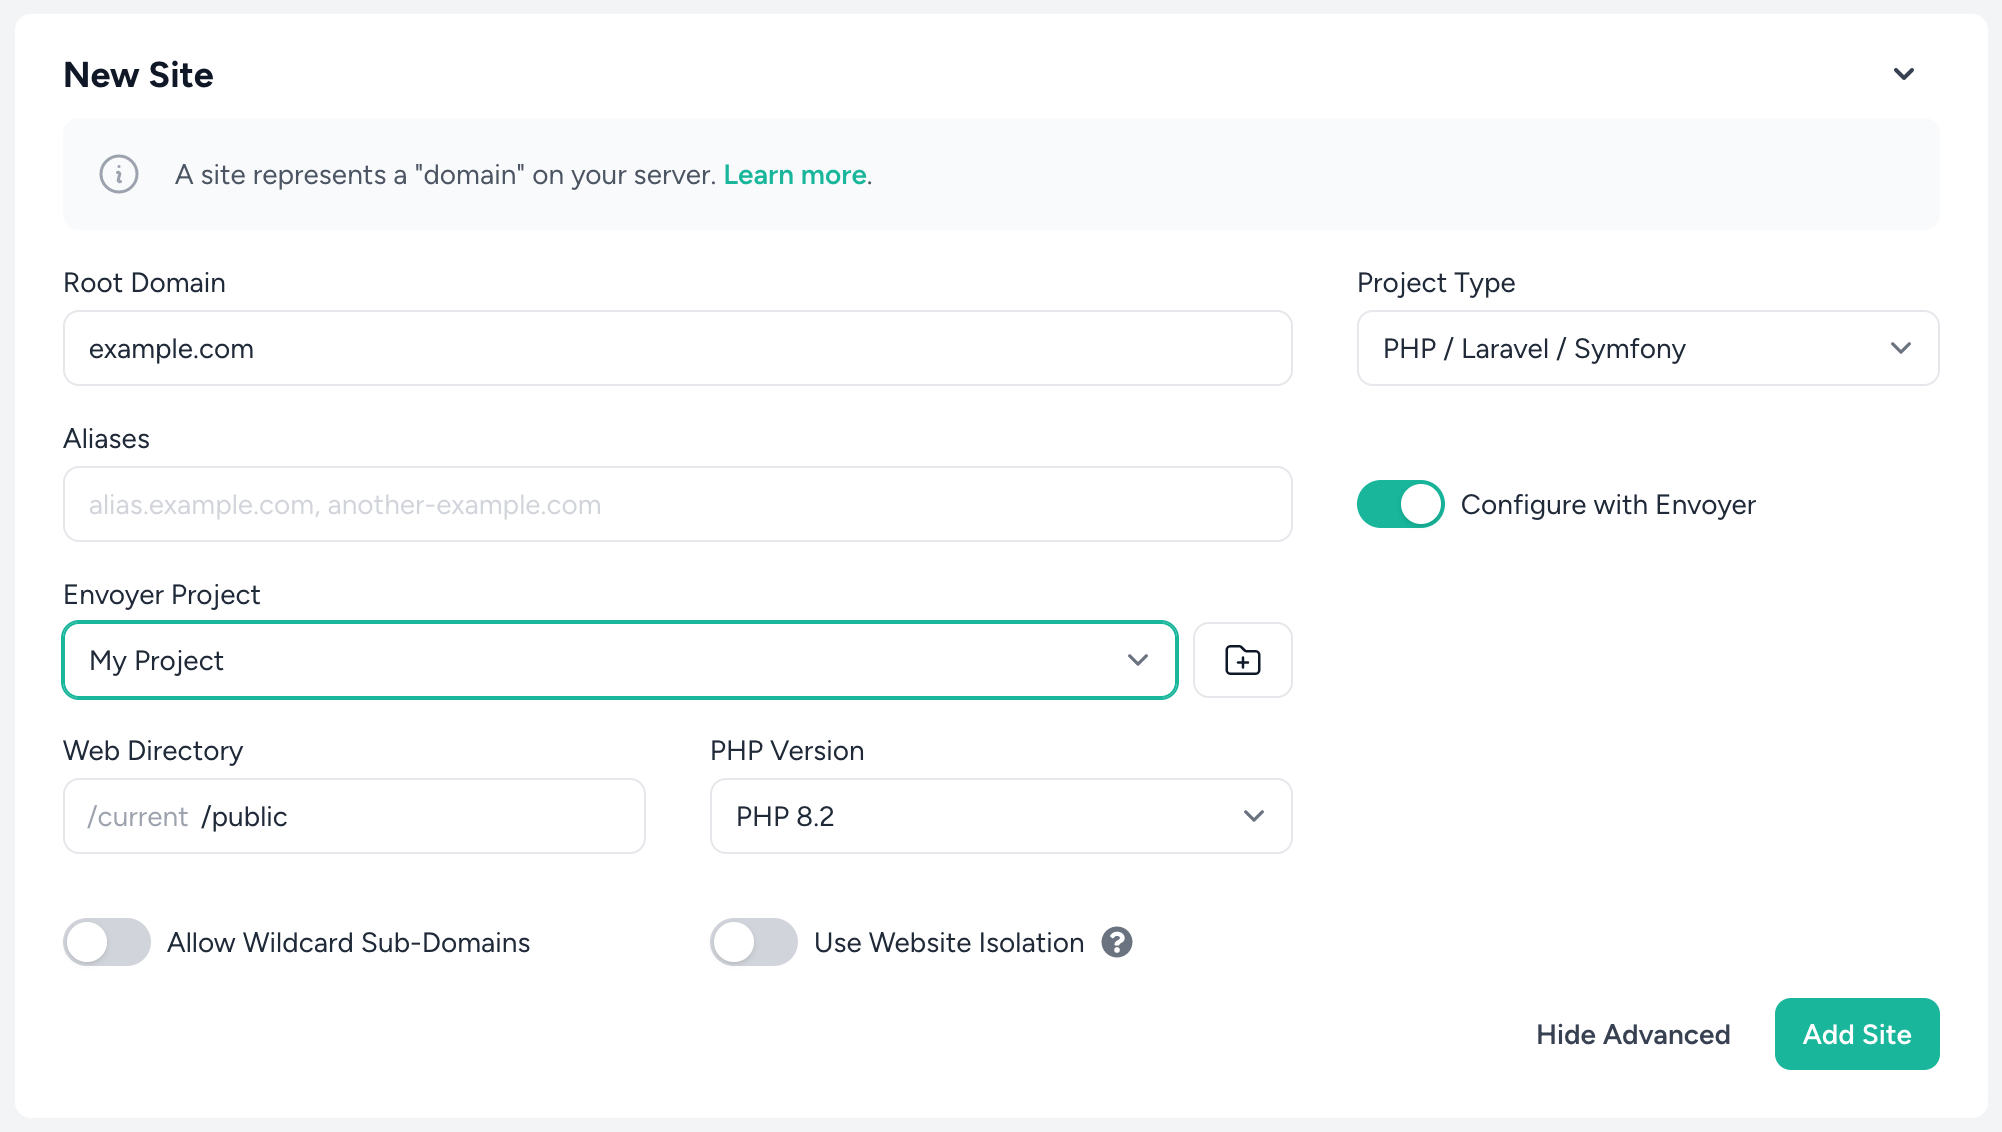 New Site
A site represents a "domain" on your server. Learn more.
Root Domain
example.com
Project Type
PHP / Laravel / Symfony
Aliases
alias.example.com, another-example.com
Configure with Envoyer
Envoyer Project
My Project
Web Directory
/current /public
PHP Version
PHP 8.2
Allow Wildcard Sub-Domains
Use Website Isolation
Hide Advanced
Add Site